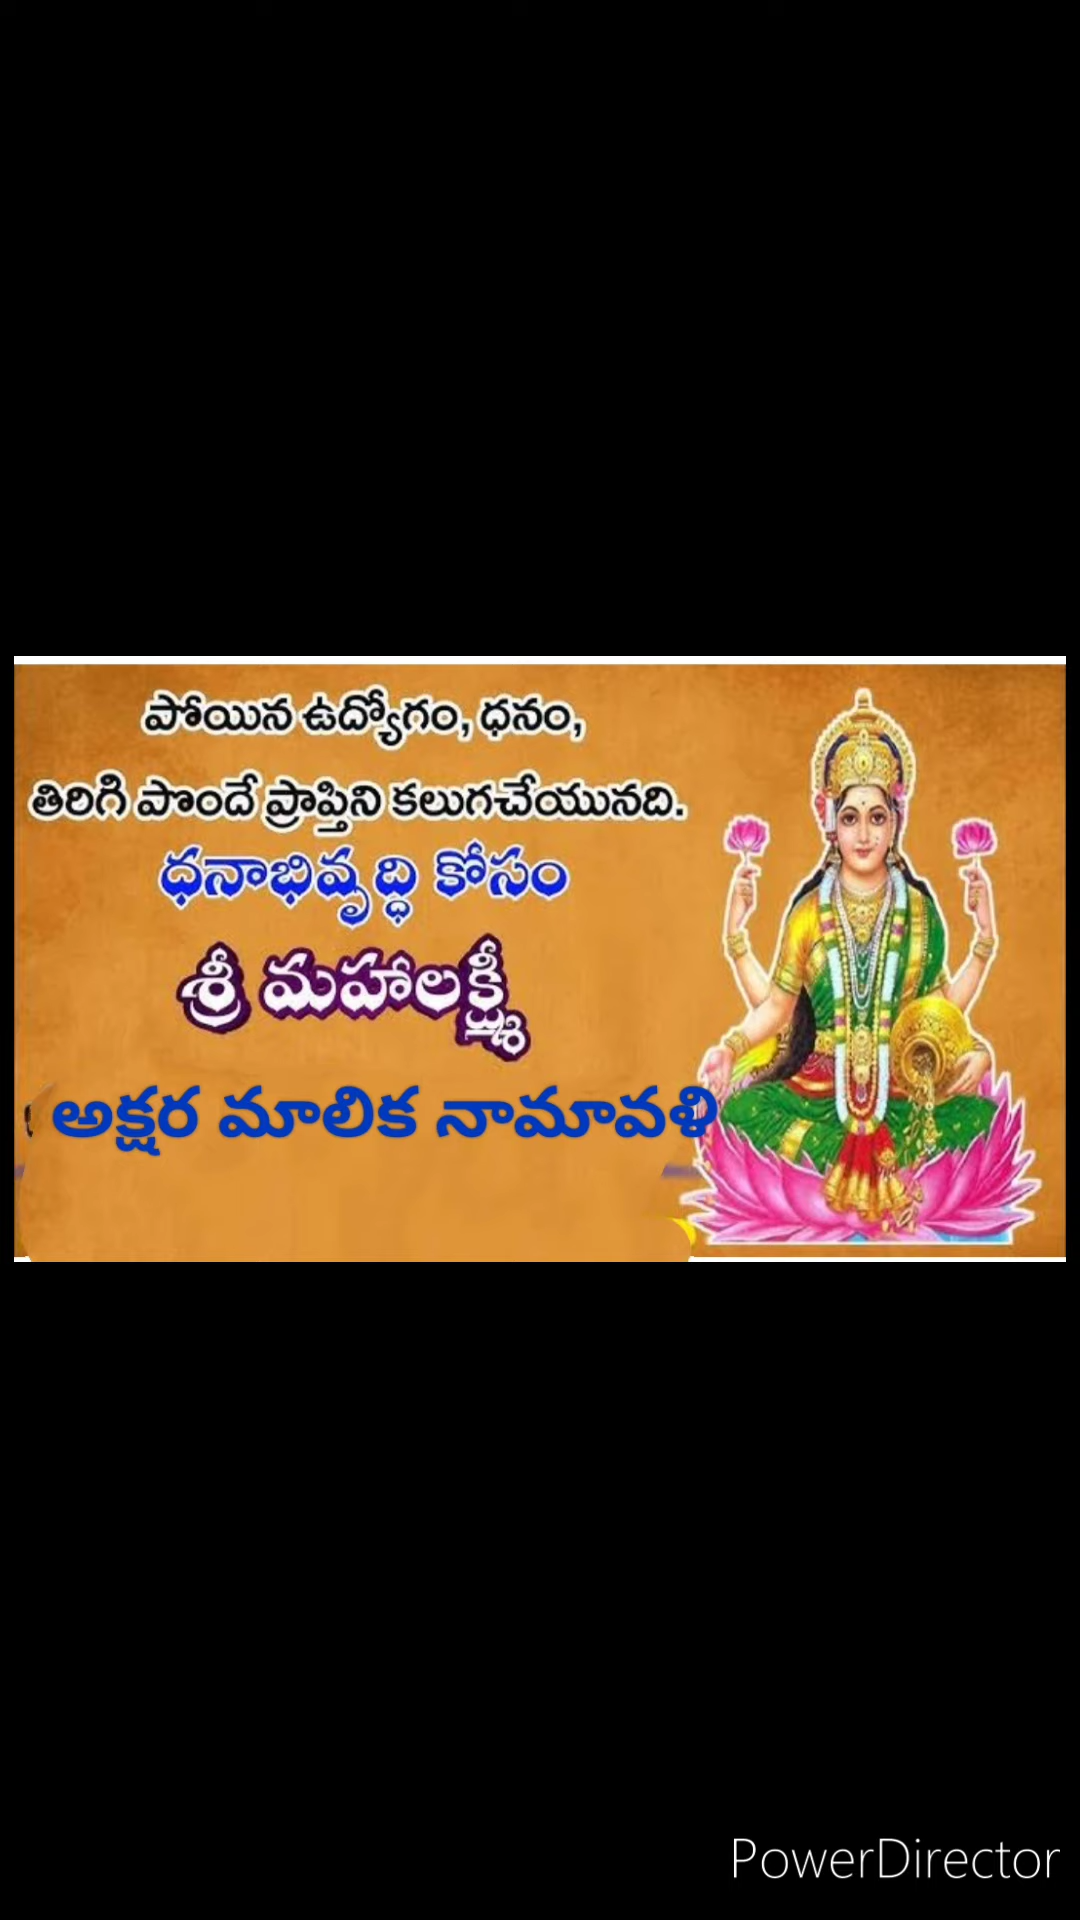 పోయిన ఉద్యోగం, ధనం,
తిరిగి పొందే ప్రాప్తిని కలుగచేయునది.
ధనాభివృద్ధి కోసం
శ్రీ మహాలక్ష్మీ
అక్షర మాలిక నామావళి
PowerDirector